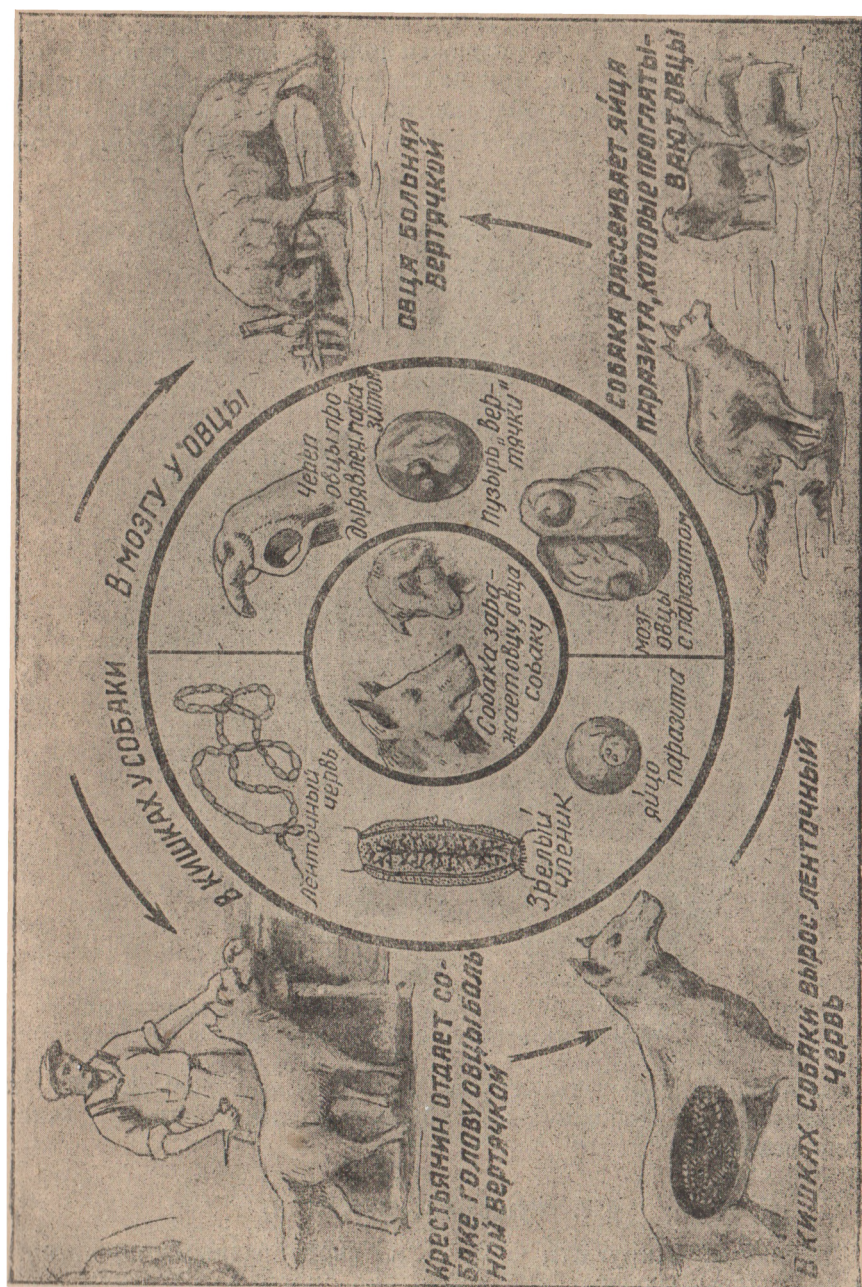 В КИШКАХ У СОБАКИ
В МОЗГУ У ОВЦЫ
Крестьянин отдает со-
баке голову овцы боль
ной вертячкой
В кишках собаки вырос ленточный
червь
Собака рассеивает яйца
паразита, которые проглаты-
вают овцы
Овца больная
вертячкой
Ленточный
червь
Зрелый
членик
яйцо
паразита
мозг
овцы
с паразитом
Пузырь „вер-
тячки“
Череп
овцы про
дырявлен. пара
зитом
Собака зара-
жает овцу, овца
собаку